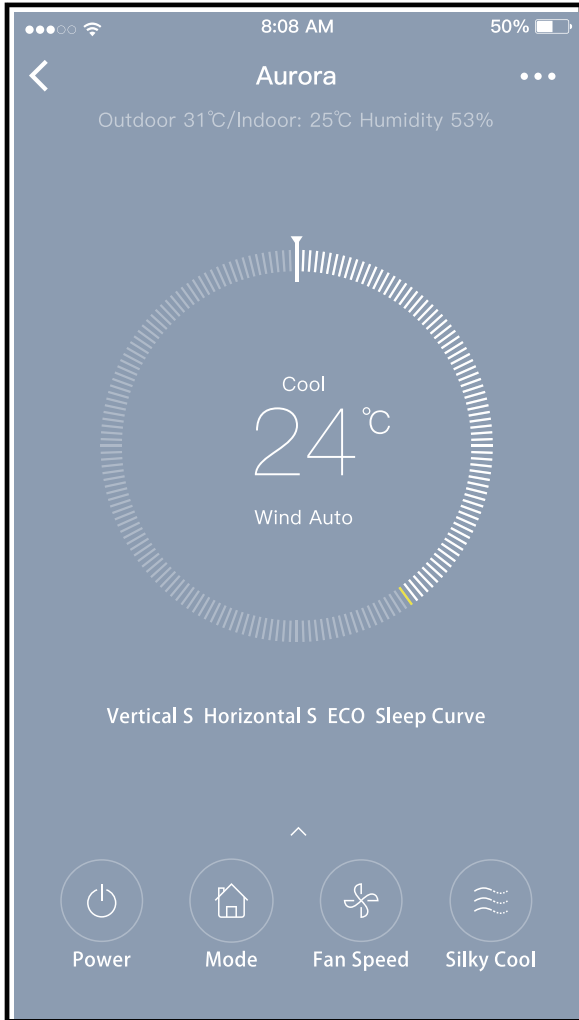 8:08 AM 50%
Aurora
Outdoor 31℃/Indoor: 25℃ Humidity 53%
Cool
24℃
Wind Auto
Vertical S Horizontal S ECO Sleep Curve
Power Mode Fan Speed Silky Cool